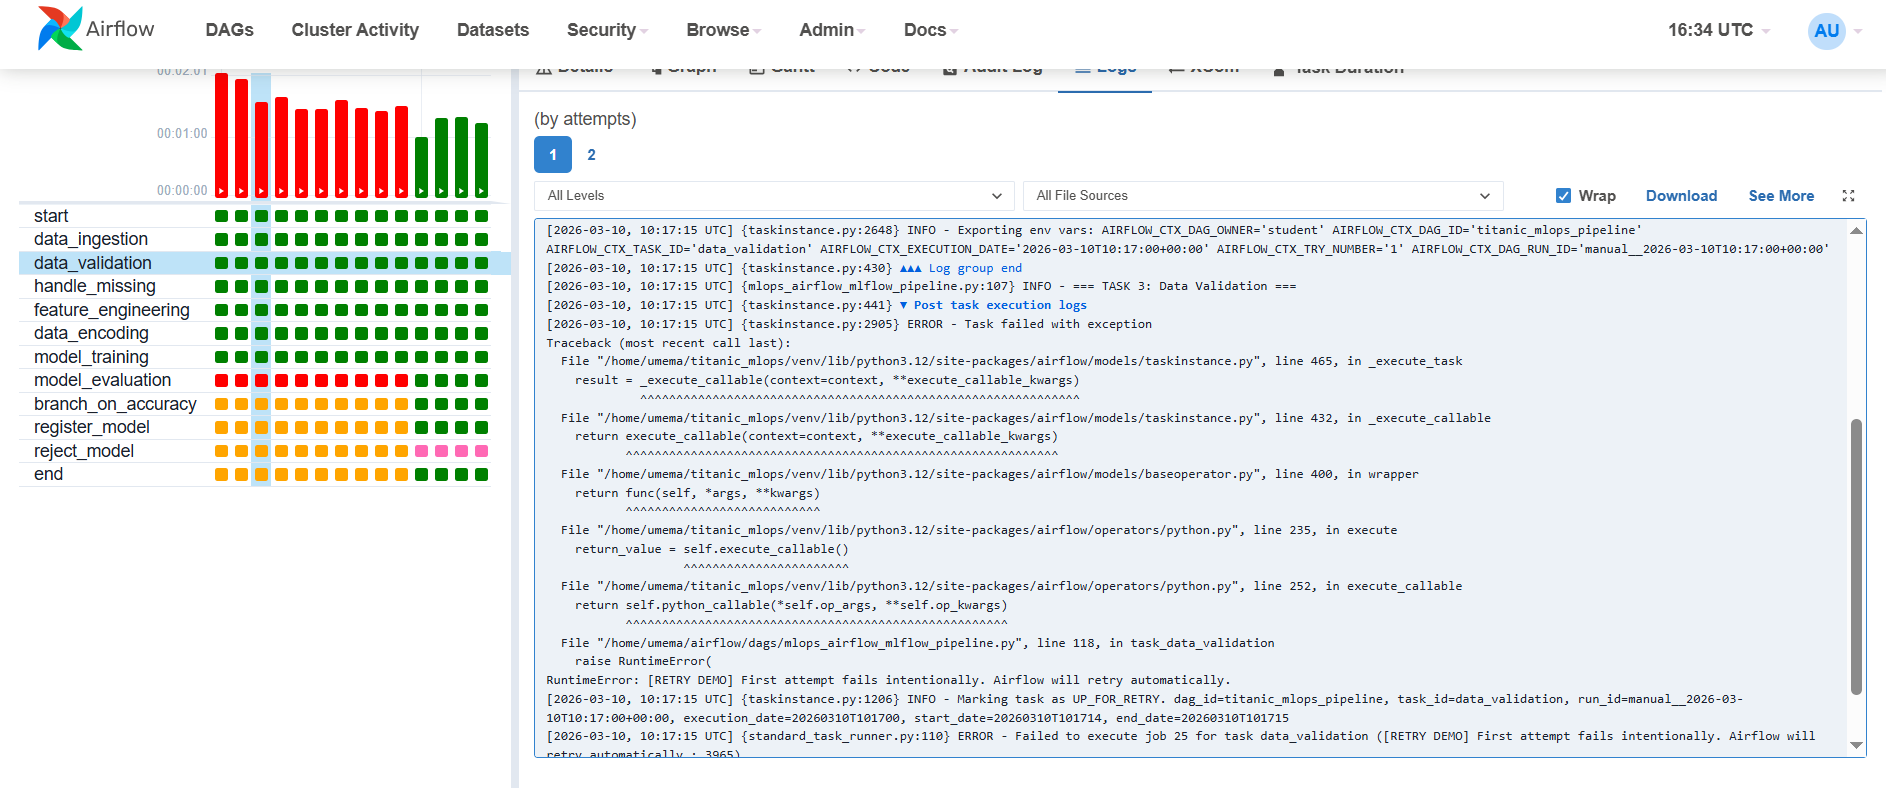 Airflow DAGs Cluster Activity Datasets Security Browse Admin Docs 16:34 UTC AU
Details Graph Gantt Code Audit Log Logs XCom Task Duration
00:02:01
00:01:00
00:00:00
start
data_ingestion
data_validation
handle_missing
feature_engineering
data_encoding
model_training
model_evaluation
branch_on_accuracy
register_model
reject_model
end
(by attempts)
1 2
All Levels All File Sources Wrap Download See More
[2026-03-10, 10:17:15 UTC] {taskinstance.py:2648} INFO - Exporting env vars: AIRFLOW_CTX_DAG_OWNER='student' AIRFLOW_CTX_DAG_ID='titanic_mlops_pipeline'
AIRFLOW_CTX_TASK_ID='data_validation' AIRFLOW_CTX_EXECUTION_DATE='2026-03-10T10:17:00+00:00' AIRFLOW_CTX_TRY_NUMBER='1' AIRFLOW_CTX_DAG_RUN_ID='manual__2026-03-10T10:17:00+00:00'
[2026-03-10, 10:17:15 UTC] {taskinstance.py:430} ▲▲▲ Log group end
[2026-03-10, 10:17:15 UTC] {mlops_airflow_mlflow_pipeline.py:107} INFO - === TASK 3: Data Validation ===
[2026-03-10, 10:17:15 UTC] {taskinstance.py:441} ▼ Post task execution logs
[2026-03-10, 10:17:15 UTC] {taskinstance.py:2905} ERROR - Task failed with exception
Traceback (most recent call last):
File "/home/umema/titanic_mlops/venv/lib/python3.12/site-packages/airflow/models/taskinstance.py", line 465, in _execute_task
result = _execute_callable(context=context, **execute_callable_kwargs)
^^^^^^^^^^^^^^^^^^^^^^^^^^^^^^^^^^^^^^^^^^^^^^^^^^^^^^^^^^^^^
File "/home/umema/titanic_mlops/venv/lib/python3.12/site-packages/airflow/models/taskinstance.py", line 432, in _execute_callable
return execute_callable(context=context, **execute_callable_kwargs)
^^^^^^^^^^^^^^^^^^^^^^^^^^^^^^^^^^^^^^^^^^^^^^^^^^^^^^^^^^^^
File "/home/umema/titanic_mlops/venv/lib/python3.12/site-packages/airflow/models/baseoperator.py", line 400, in wrapper
return func(self, *args, **kwargs)
^^^^^^^^^^^^^^^^^^^^^^^^^^^
File "/home/umema/titanic_mlops/venv/lib/python3.12/site-packages/airflow/operators/python.py", line 235, in execute
return_value = self.execute_callable()
^^^^^^^^^^^^^^^^^^^^^^^
File "/home/umema/titanic_mlops/venv/lib/python3.12/site-packages/airflow/operators/python.py", line 252, in execute_callable
return self.python_callable(*self.op_args, **self.op_kwargs)
^^^^^^^^^^^^^^^^^^^^^^^^^^^^^^^^^^^^^^^^^^^^^^^^^^^^^
File "/home/umema/airflow/dags/mlops_airflow_mlflow_pipeline.py", line 118, in task_data_validation
raise RuntimeError(
RuntimeError: [RETRY DEMO] First attempt fails intentionally. Airflow will retry automatically.
[2026-03-10, 10:17:15 UTC] {taskinstance.py:1206} INFO - Marking task as UP_FOR_RETRY. dag_id=titanic_mlops_pipeline, task_id=data_validation, run_id=manual__2026-03-
10T10:17:00+00:00, execution_date=20260310T101700, start_date=20260310T101714, end_date=20260310T101715
[2026-03-10, 10:17:15 UTC] {standard_task_runner.py:110} ERROR - Failed to execute job 25 for task data_validation ([RETRY DEMO] First attempt fails intentionally. Airflow will
retry automatically.; 3965)